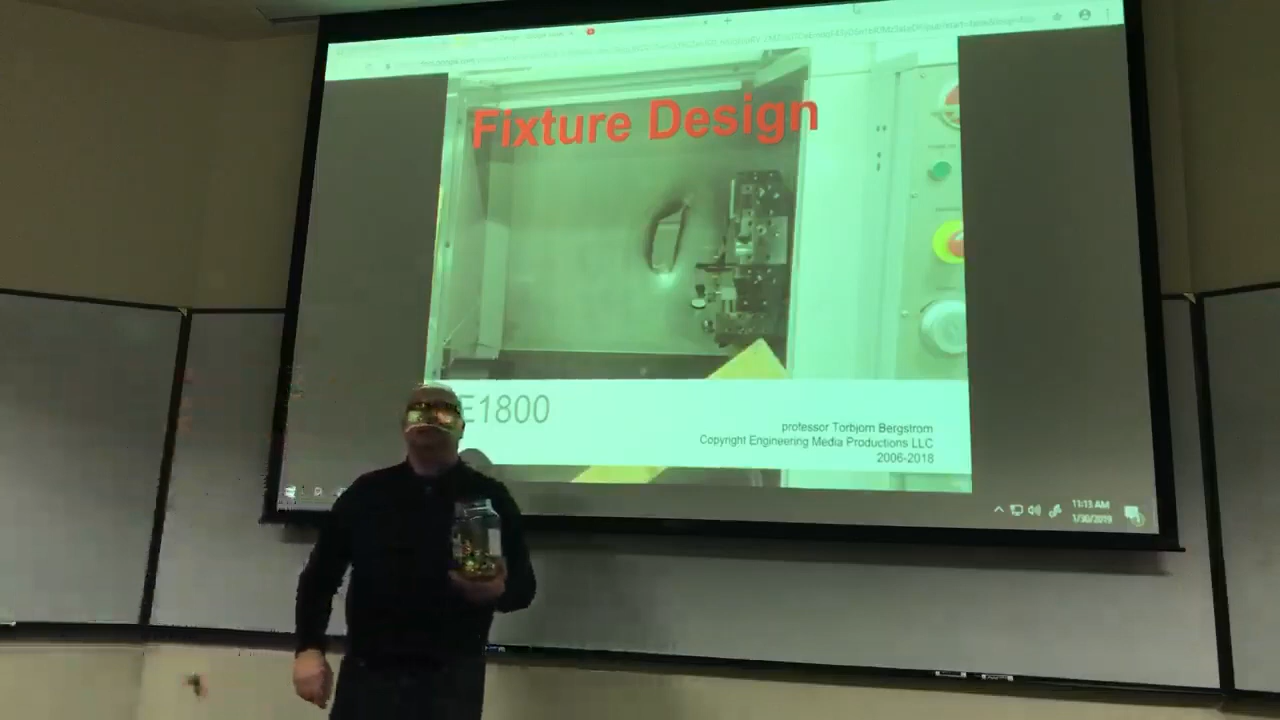 Fixture Design
E1800
professor Torbjorn Bergstrom
Copyright Engineering Media Productions LLC
2006-2018
11:13 AM
1/30/2019